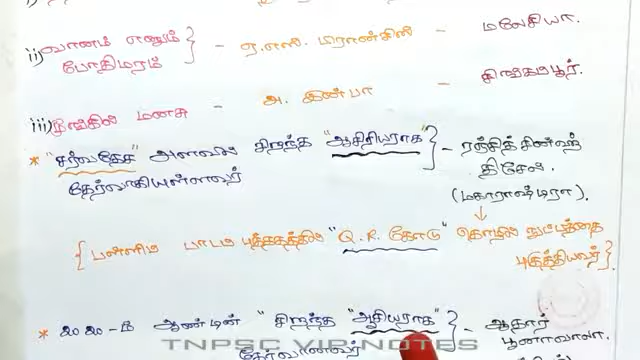 ii) வானம் எனும் போதிமரம் } - ஏ.எஸ். பிரான்சிஸ் - மலேசியா.
iii) மனசு - அ. இன்பா - சிங்கப்பூர்.
* "சர்வதேச" அளவில் சிறந்த "ஆசிரியராக" } - ரஞ்சித் சின்ஹ
தேர்வாகியுள்ளவர் திசேல.
(மகாராஷ்டிரா)
{ பள்ளிப் பாடப் புத்தகத்தில் "Q.R. கோடு" தொழில் நுட்பத்தை
புகுத்தியவர் }.
* 2020-ல் ஆண்டின் "சிறந்த "ஆசியராக" } - ஆதார்
தேர்வானவர் பூனாவாலா.
TNPSC VIP NOTES